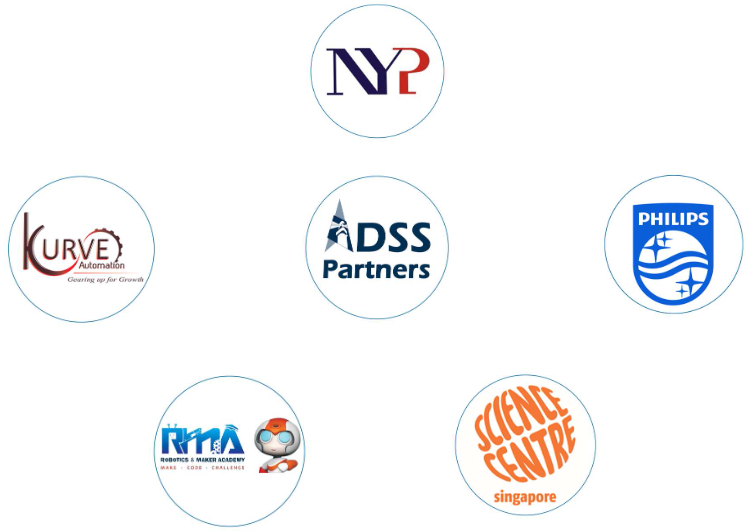 NYP
KURVE
Automation
Gearing up for Growth
ADSS
Partners
PHILIPS
RMA
ROBOTICS & MAKER ACADEMY
MAKE - CODE - CHALLENGE
SCIENCE
CENTRE
singapore